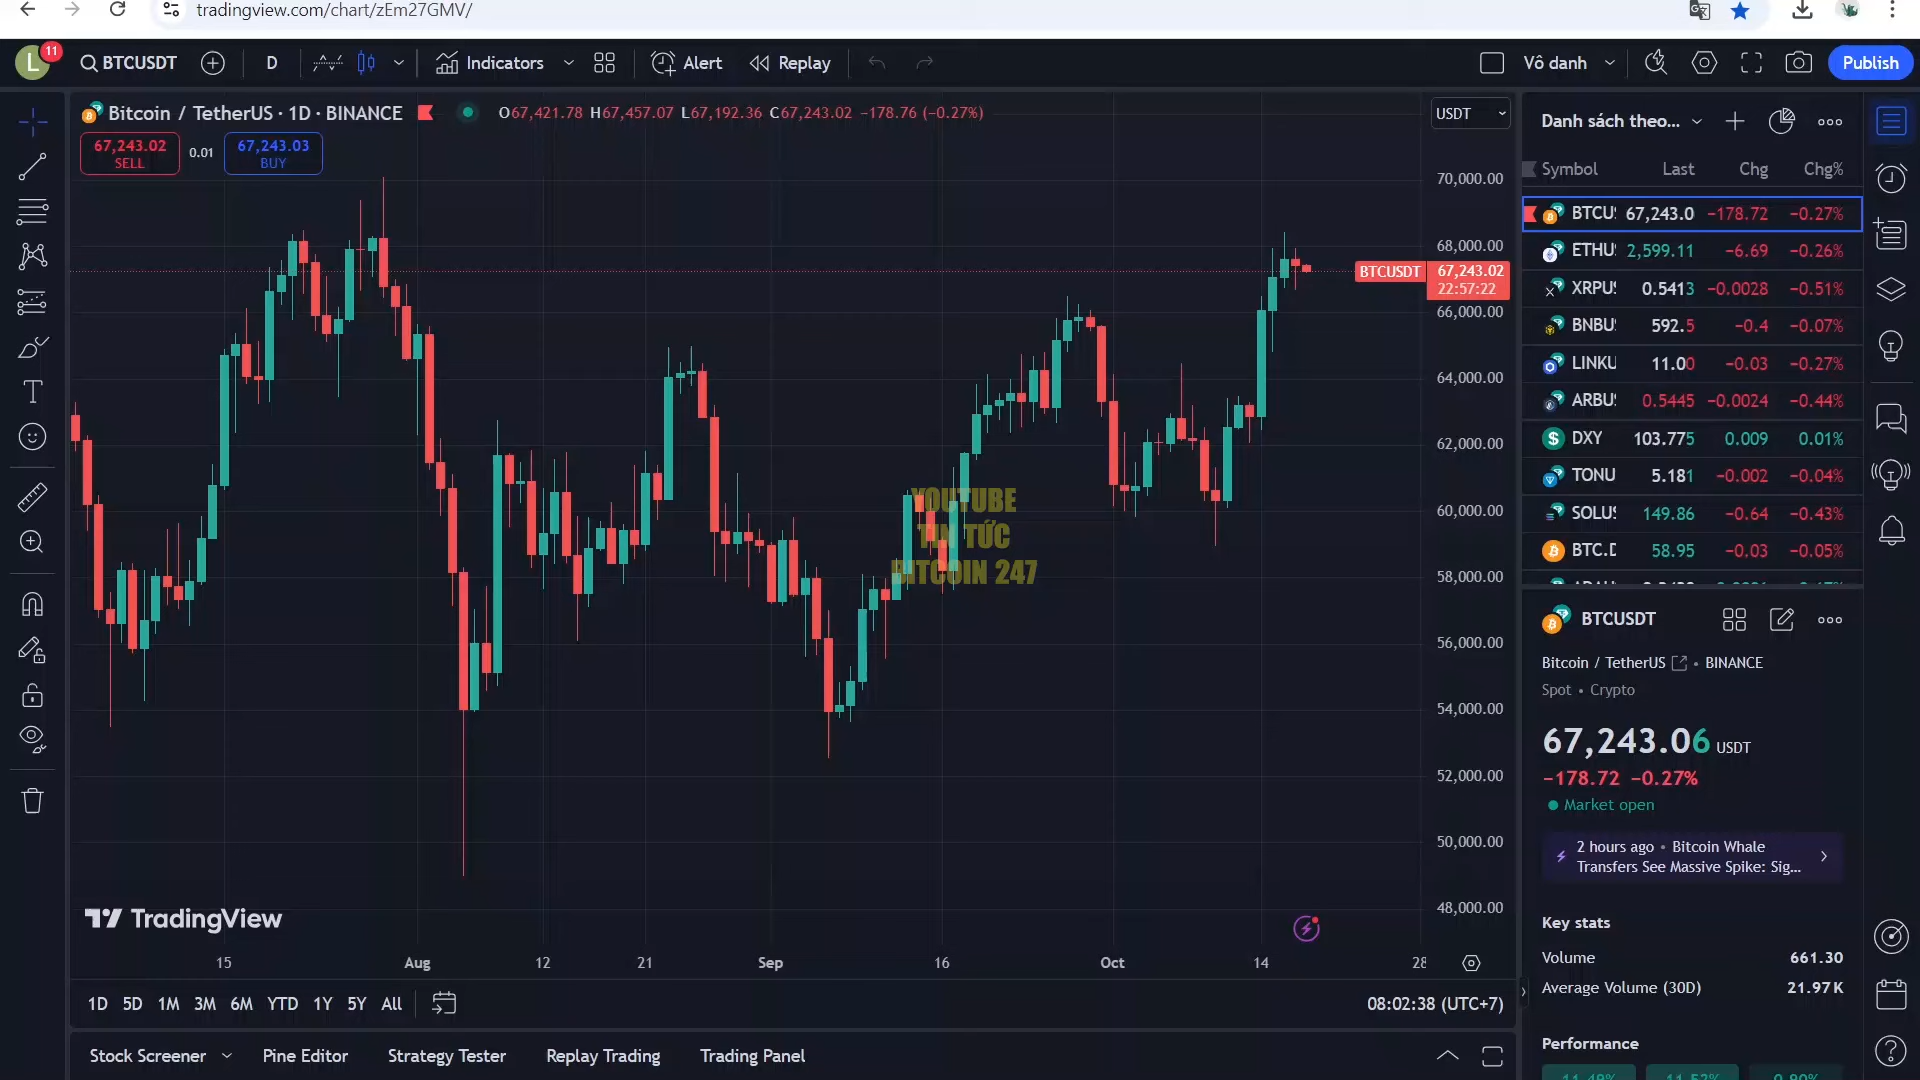 tradingview.com/chart/zEm27GMV/
L 11 BTCUSDT D Indicators Alert Replay Vô danh Publish
Bitcoin / TetherUS · 1D · BINANCE O67,421.78 H67,457.07 L67,192.36 C67,243.02 −178.76 (−0.27%)
67,243.02 SELL 0.01 67,243.03 BUY
USDT
70,000.00
68,000.00
BTCUSDT 67,243.02
22:57:22
66,000.00
64,000.00
62,000.00
60,000.00
58,000.00
56,000.00
54,000.00
52,000.00
50,000.00
48,000.00
YOUTUBE
TIN TỨC
BITCOIN 247
TradingView
15 Aug 12 21 Sep 16 Oct 14 28
1D 5D 1M 3M 6M YTD 1Y 5Y All 08:02:38 (UTC+7)
Stock Screener Pine Editor Strategy Tester Replay Trading Trading Panel
Danh sách theo...
Symbol Last Chg Chg%
BTCU 67,243.0 −178.72 −0.27%
ETHU 2,599.11 −6.69 −0.26%
XRPU 0.5413 −0.0028 −0.51%
BNBU 592.5 −0.4 −0.07%
LINKU 11.00 −0.03 −0.27%
ARBU 0.5445 −0.0024 −0.44%
DXY 103.775 0.009 0.01%
TONU 5.181 −0.002 −0.04%
SOLU 149.86 −0.64 −0.43%
BTC.D 58.95 −0.03 −0.05%
BTCUSDT
Bitcoin / TetherUS • BINANCE
Spot • Crypto
67,243.06 USDT
−178.72 −0.27%
Market open
2 hours ago • Bitcoin Whale
Transfers See Massive Spike: Sig...
Key stats
Volume 661.30
Average Volume (30D) 21.97K
Performance